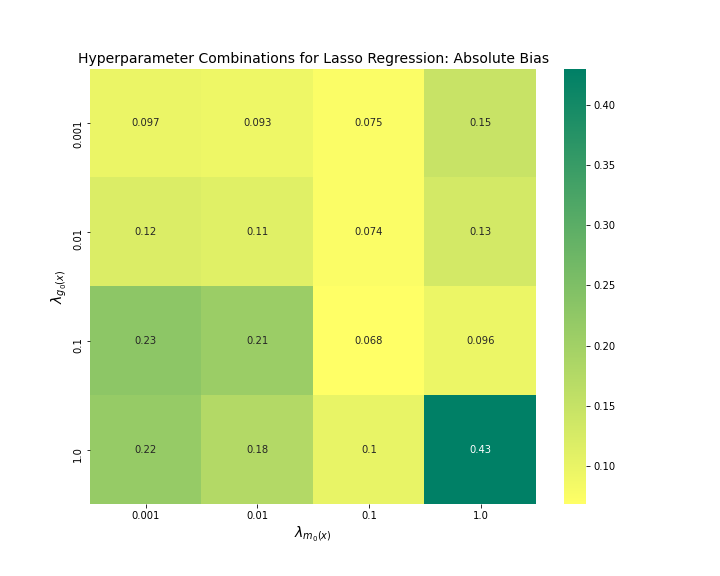 Hyperparameter Combinations for Lasso Regression: Absolute Bias
0.001 0.097 0.093 0.075 0.15
0.01 0.12 0.11 0.074 0.13
0.1 0.23 0.21 0.068 0.096
1.0 0.22 0.18 0.1 0.43
0.001 0.01 0.1 1.0
λ_{m_0(x)}
λ_{g_0(x)}
0.40
0.35
0.30
0.25
0.20
0.15
0.10